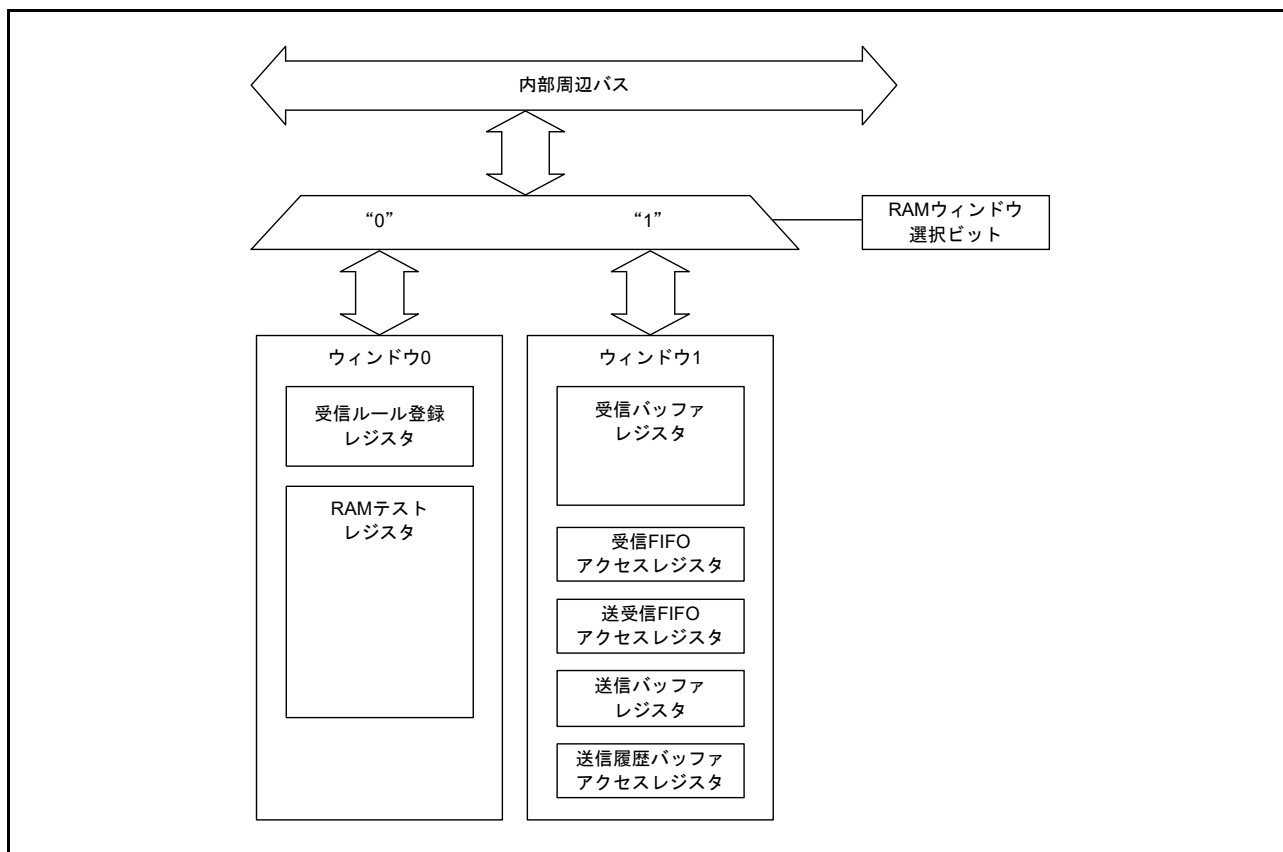 内部周辺バス
“0”
“1”
RAMウィンドウ
選択ビット
ウィンドウ0
受信ルール登録
レジスタ
RAMテスト
レジスタ
ウィンドウ1
受信バッファ
レジスタ
受信FIFO
アクセスレジスタ
送受信FIFO
アクセスレジスタ
送信バッファ
レジスタ
送信履歴バッファ
アクセスレジスタ